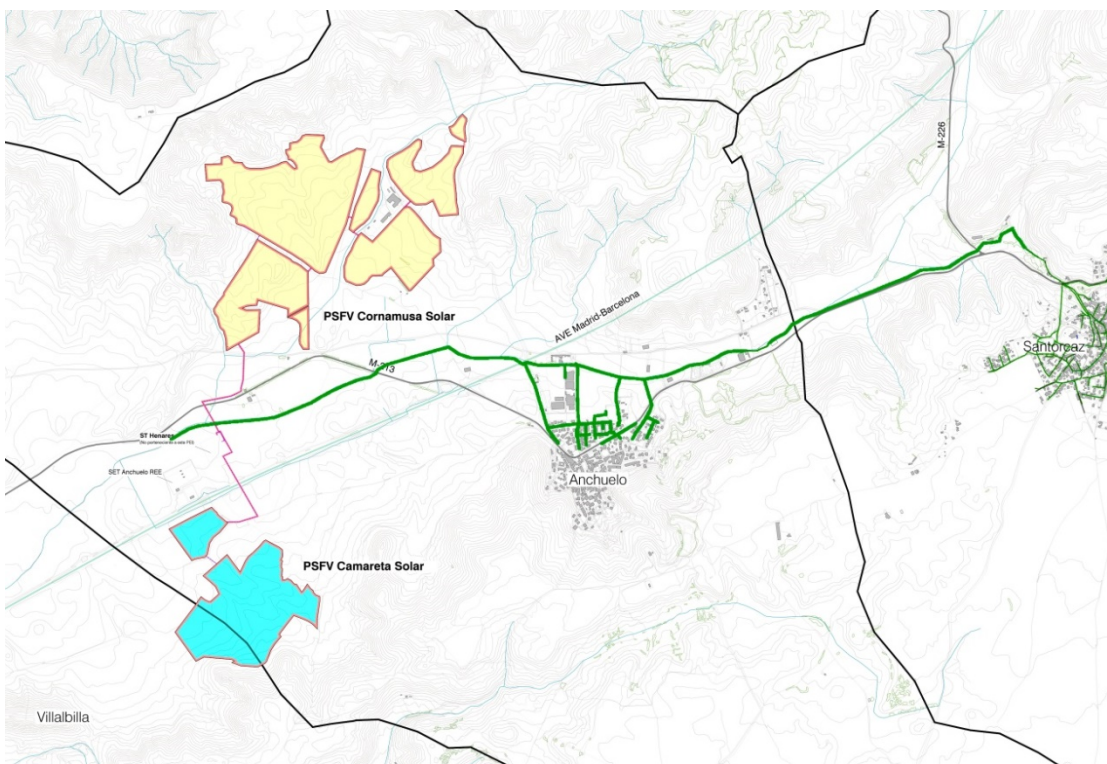 M-226
AVE Madrid-Barcelona
PSFV Cornamusa Solar
Santorcaz
M-213
ST Henares
SET Anchuelo REE
Anchuelo
PSFV Camareta Solar
Villalbilla